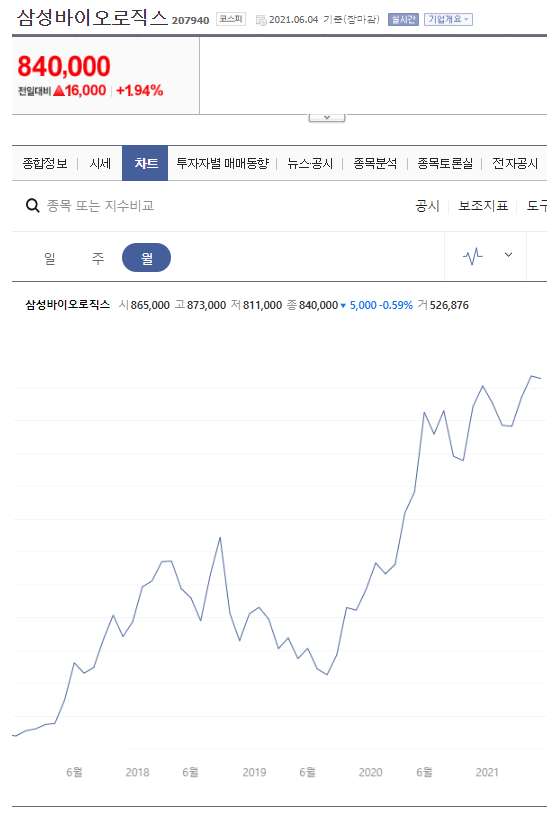 삼성바이오로직스 207940 코스피 2021.06.04 기준(장마감) 실시간 기업개요
840,000
전일대비 ▲16,000 +1.94%
종합정보 시세 차트 투자자별 매매동향 뉴스·공시 종목분석 종목토론실 전자공시
종목 또는 지수비교 공시 보조지표 도구
일 주 월
삼성바이오로직스 시 865,000 고 873,000 저 811,000 종 840,000 ▼ 5,000 -0.59% 거 526,876
6월 2018 6월 2019 6월 2020 6월 2021